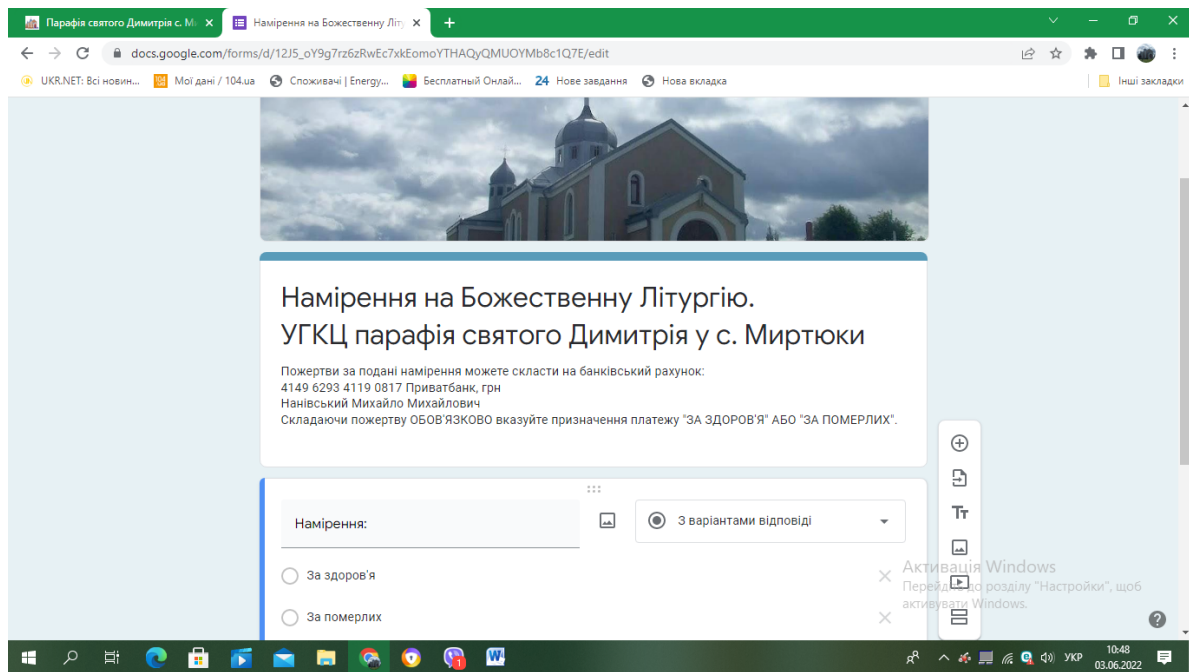 Парафія святого Димитрія с. Ми
Намірення на Божественну Літу
docs.google.com/forms/d/12J5_oY9g7rz6zRwEc7xkEomoYTHAQyQMUOYMb8c1Q7E/edit
UKR.NET: Всі новин...
Мої дані / 104.ua
Споживачі | Energy...
Бесплатный Онлай...
24 Нове завдання
Нова вкладка
Інші закладки
Намірення на Божественну Літургію.
УГКЦ парафія святого Димитрія у с. Миртюки
Пожертви за подані намірення можете скласти на банківський рахунок:
4149 6293 4119 0817 Приватбанк, грн
Нанівський Михайло Михайлович
Складаючи пожертву ОБОВ'ЯЗКОВО вказуйте призначення платежу "ЗА ЗДОРОВ'Я" АБО "ЗА ПОМЕРЛИХ".
Намірення:
З варіантами відповіді
За здоров'я
За померлих
Активація Windows
Перейдіть до розділу "Настройки", щоб
активувати Windows.
УКР
10:48
03.06.2022